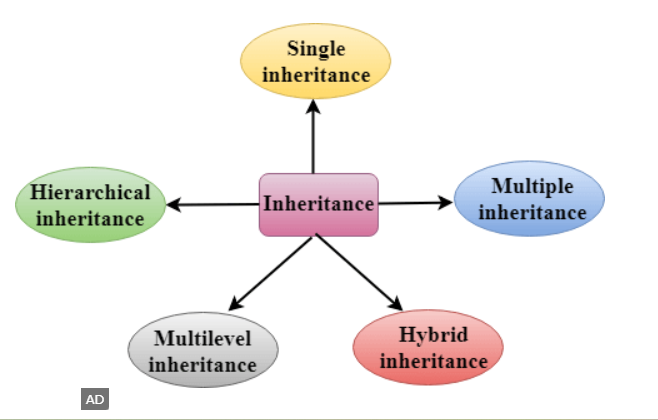 Single
inheritance
Hierarchical
inheritance
Inheritance
Multiple
inheritance
Multilevel
inheritance
Hybrid
inheritance
AD